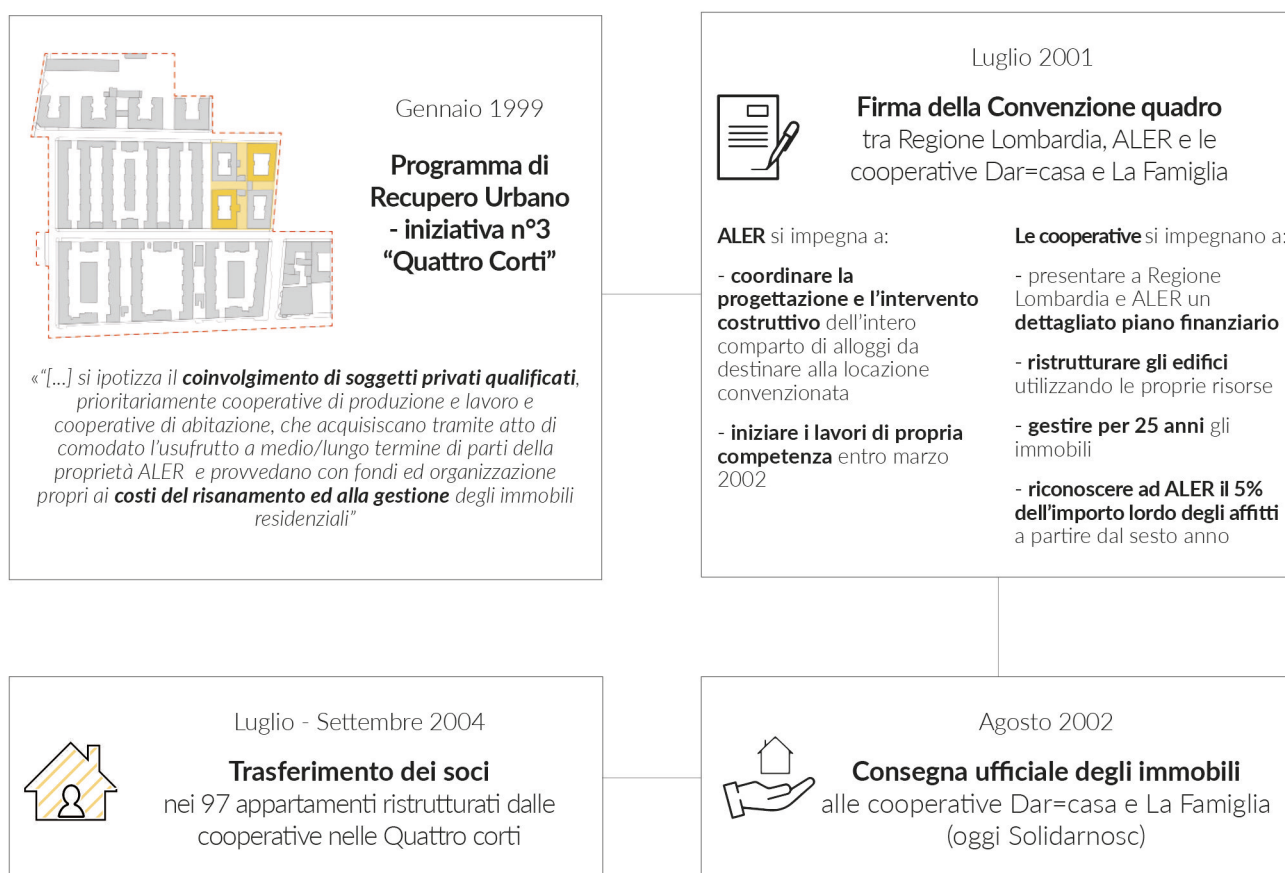 Gennaio 1999
Programma di
Recupero Urbano
- iniziativa n°3
“Quattro Corti”
«“[...] si ipotizza il coinvolgimento di soggetti privati qualificati,
prioritariamente cooperative di produzione e lavoro e
cooperative di abitazione, che acquisiscano tramite atto di
comodato l’usufrutto a medio/lungo termine di parti della
proprietà ALER e provvedano con fondi ed organizzazione
propri ai costi del risanamento ed alla gestione degli immobili
residenziali”
Luglio 2001
Firma della Convenzione quadro
tra Regione Lombardia, ALER e le
cooperative Dar=casa e La Famiglia
ALER si impegna a:
- coordinare la
progettazione e l’intervento
costruttivo dell’intero
comparto di alloggi da
destinare alla locazione
convenzionata
- iniziare i lavori di propria
competenza entro marzo
2002
Le cooperative si impegnano a:
- presentare a Regione
Lombardia e ALER un
dettagliato piano finanziario
- ristrutturare gli edifici
utilizzando le proprie risorse
- gestire per 25 anni gli
immobili
- riconoscere ad ALER il 5%
dell’importo lordo degli affitti
a partire dal sesto anno
Luglio - Settembre 2004
Trasferimento dei soci
nei 97 appartamenti ristrutturati dalle
cooperative nelle Quattro corti
Agosto 2002
Consegna ufficiale degli immobili
alle cooperative Dar=casa e La Famiglia
(oggi Solidarnosc)